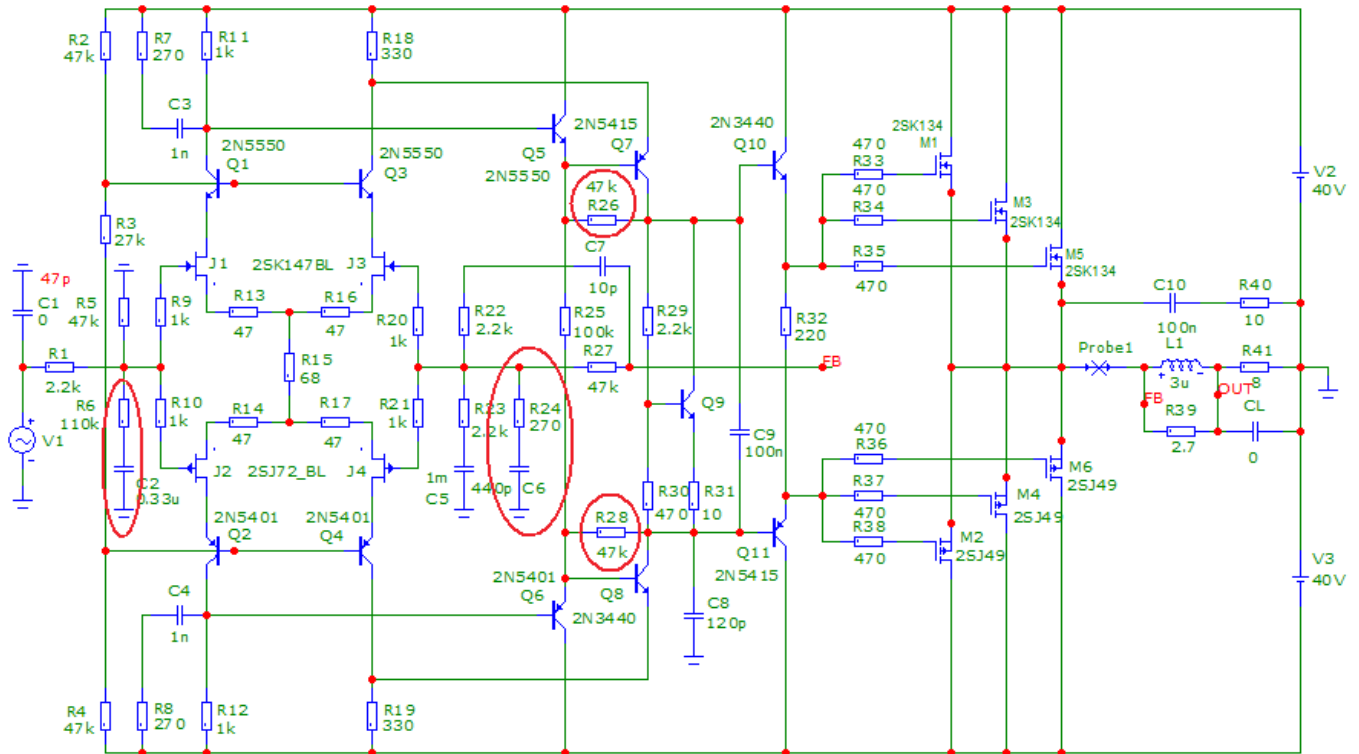 R2
47k
R7
270
R11
1k
R18
330
C3
1n
2N5550
Q1
2N5550
Q3
Q5
2N5415
Q7
2N5550
2N3440
Q10
2SK134
M1
470
R33
470
R34
R35
470
M3
2SK134
M5
2SK134
V2
40V
R3
27k
47k
R26
C7
10p
47p
C1
0
R5
47k
R9
1k
J1
2SK147BL
J3
R13
47
R16
47
R20
1k
R22
2.2k
R25
100k
R29
2.2k
R32
220
C10
100n
R40
10
R1
2.2k
R15
68
R27
47k
FB
Probe1
L1
3u
R41
8
OUT
FB
R39
2.7
CL
0
V1
R6
110k
R10
1k
R14
47
R17
47
R21
1k
R23
2.2k
R24
270
Q9
C9
100n
C2
0.33u
J2
2SJ72_BL
J4
1m
C5
440p
C6
R30
470
R31
10
470
R36
R37
470
R38
470
M6
2SJ49
M4
2SJ49
M2
2SJ49
2N5401
Q2
2N5401
Q4
R28
47k
Q11
2N5415
2N5401
Q6
Q8
2N3440
C8
120p
V3
40V
C4
1n
R4
47k
R8
270
R12
1k
R19
330